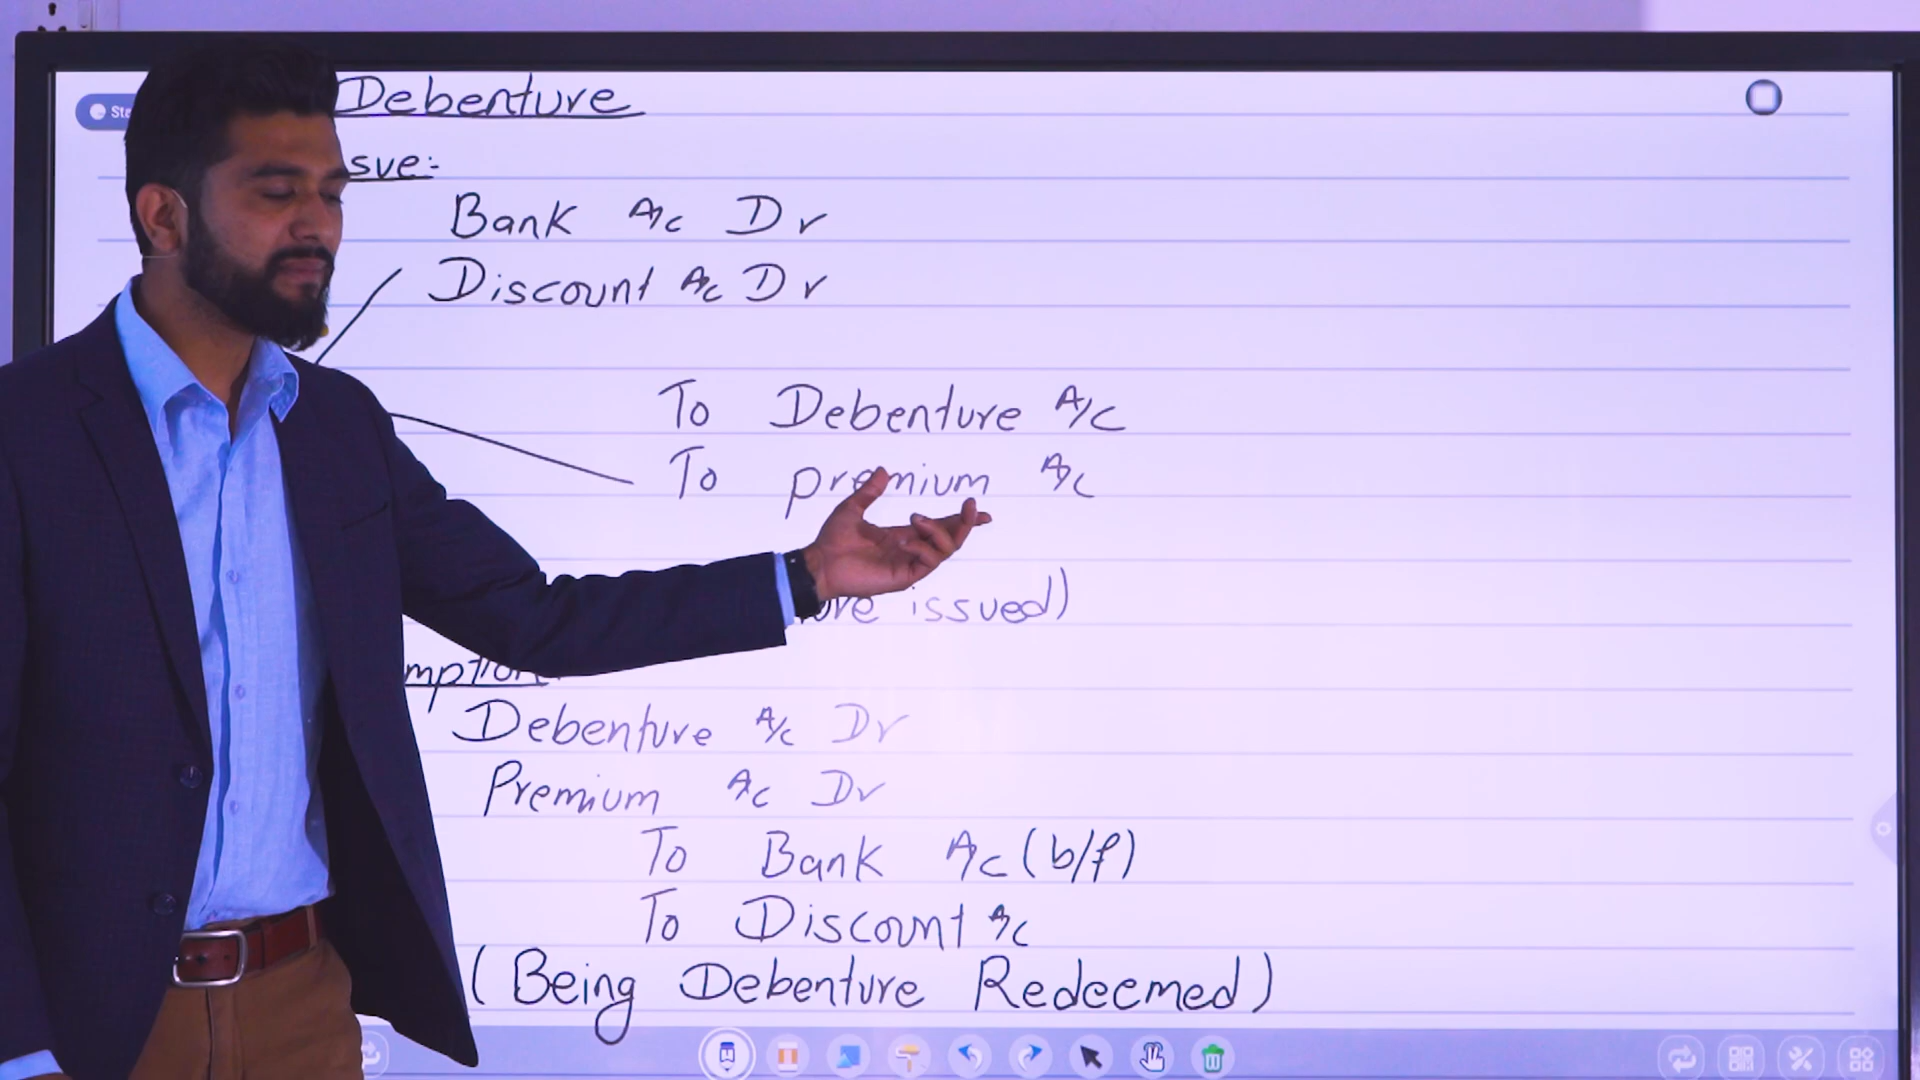 Debenture
Bank A/c Dr
Discount A/c Dr
To Debenture A/c
To premium A/c
issued)
Debenture A/c Dr
Premium A/c Dr
To Bank A/c (b/f)
To Discount A/c
(Being Debenture Redeemed)